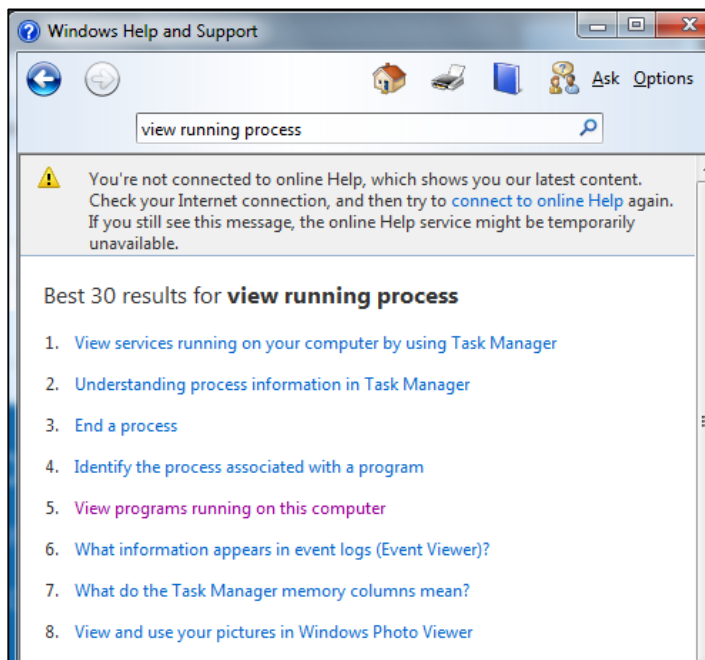 Windows Help and Support
Ask Options
view running process
You're not connected to online Help, which shows you our latest content.
Check your Internet connection, and then try to connect to online Help again.
If you still see this message, the online Help service might be temporarily
unavailable.
Best 30 results for view running process
1. View services running on your computer by using Task Manager
2. Understanding process information in Task Manager
3. End a process
4. Identify the process associated with a program
5. View programs running on this computer
6. What information appears in event logs (Event Viewer)?
7. What do the Task Manager memory columns mean?
8. View and use your pictures in Windows Photo Viewer